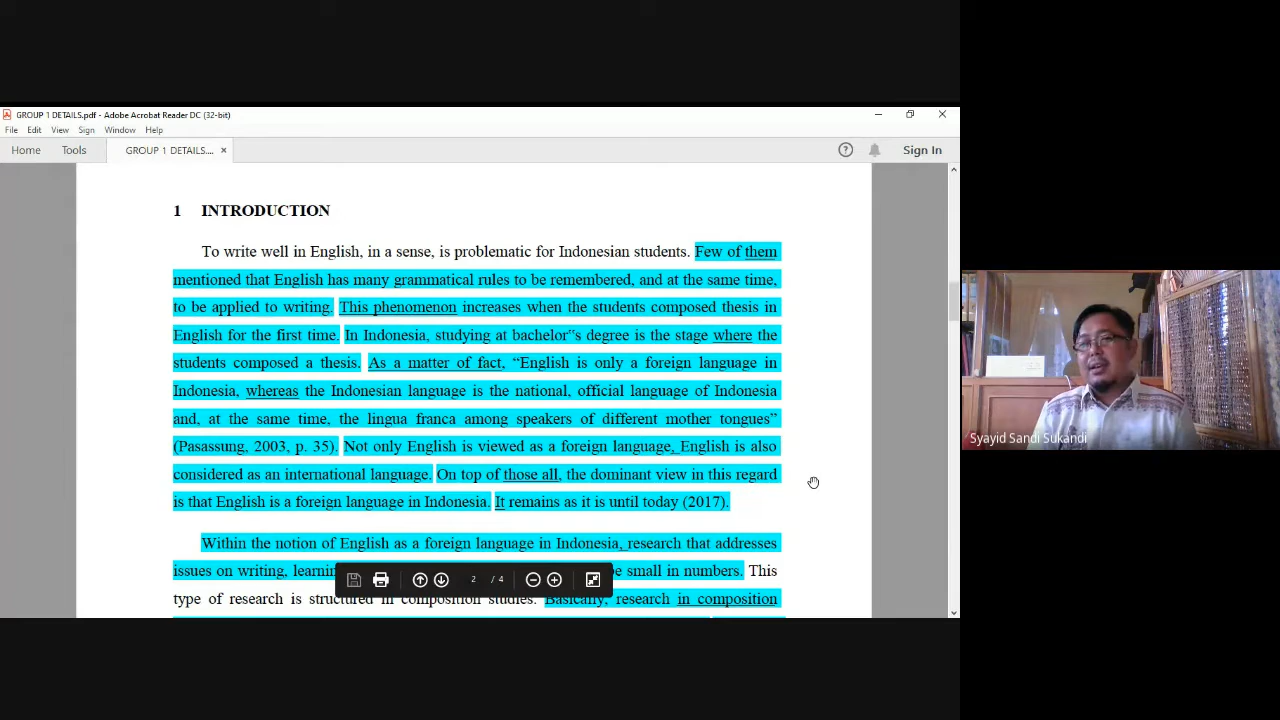 GROUP 1 DETAILS.pdf - Adobe Acrobat Reader DC (32-bit)
File Edit View Sign Window Help
Home Tools GROUP 1 DETAILS.... × Sign In
1 INTRODUCTION
To write well in English, in a sense, is problematic for Indonesian students. Few of them
mentioned that English has many grammatical rules to be remembered, and at the same time,
to be applied to writing. This phenomenon increases when the students composed thesis in
English for the first time. In Indonesia, studying at bachelor‟s degree is the stage where the
students composed a thesis. As a matter of fact, “English is only a foreign language in
Indonesia, whereas the Indonesian language is the national, official language of Indonesia
and, at the same time, the lingua franca among speakers of different mother tongues”
(Pasassung, 2003, p. 35). Not only English is viewed as a foreign language, English is also
considered as an international language. On top of those all, the dominant view in this regard
is that English is a foreign language in Indonesia. It remains as it is until today (2017).
Within the notion of English as a foreign language in Indonesia, research that addresses
issues on writing, learnin be small in numbers. This
2 / 4
type of research is structured in composition studies. Basically, research in composition
Syayid Sandi Sukandi